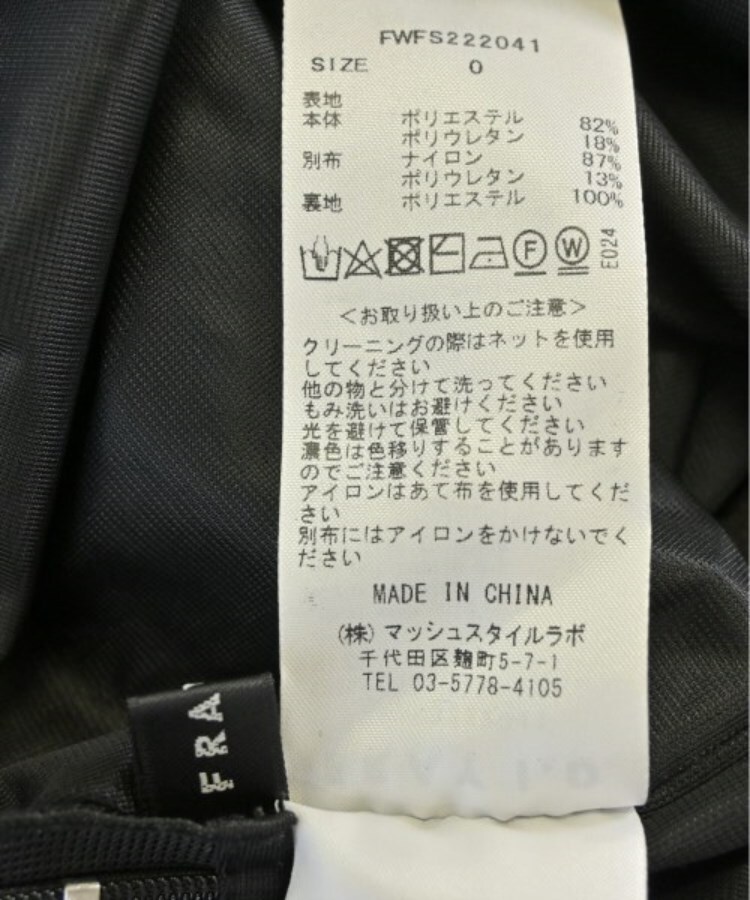 FWFS222041
SIZE 0
表地
本体 ポリエステル 82%
ポリウレタン 18%
別布 ナイロン 87%
ポリウレタン 13%
裏地 ポリエステル 100%
F W E024
＜お取り扱い上のご注意＞
クリーニングの際はネットを使用
してください
他の物と分けて洗ってください
もみ洗いはお避けください
光を避けて保管してください
濃色は色移りすることがあります
のでご注意ください
アイロンはあて布を使用してくだ
さい
別布にはアイロンをかけないでく
ださい
MADE IN CHINA
(株) マッシュスタイルラボ
千代田区麹町5-7-1
TEL 03-5778-4105
FRA